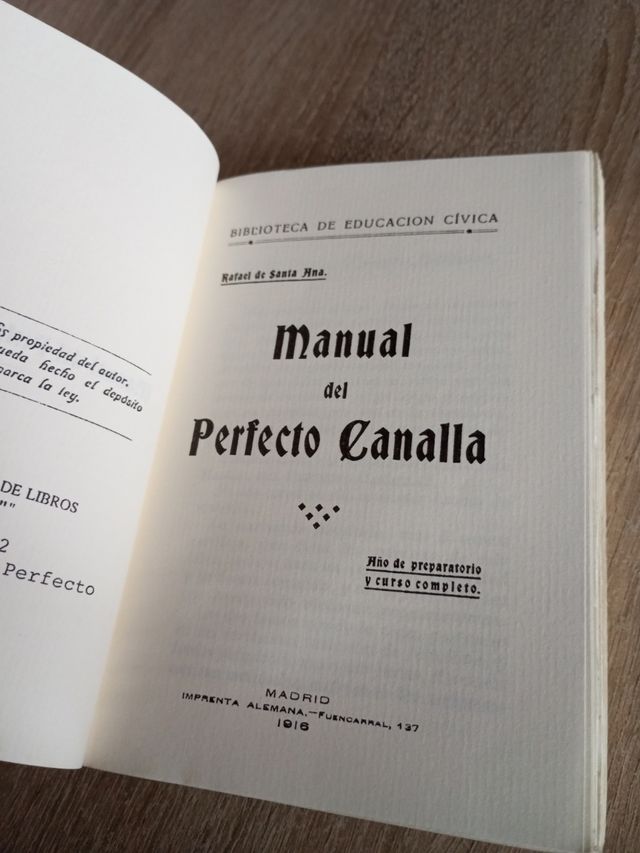 propiedad del autor.
ueda hecho el depósito
marca la ley.
DE LIBROS
""
2
Perfecto
BIBLIOTECA DE EDUCACION CÍVICA
Rafael de Santa Ana.
Manual
del
Perfecto Canalla
Año de preparatorio
y curso completo.
MADRID
IMPRENTA ALEMANA.—FUENCARRAL, 137
1916